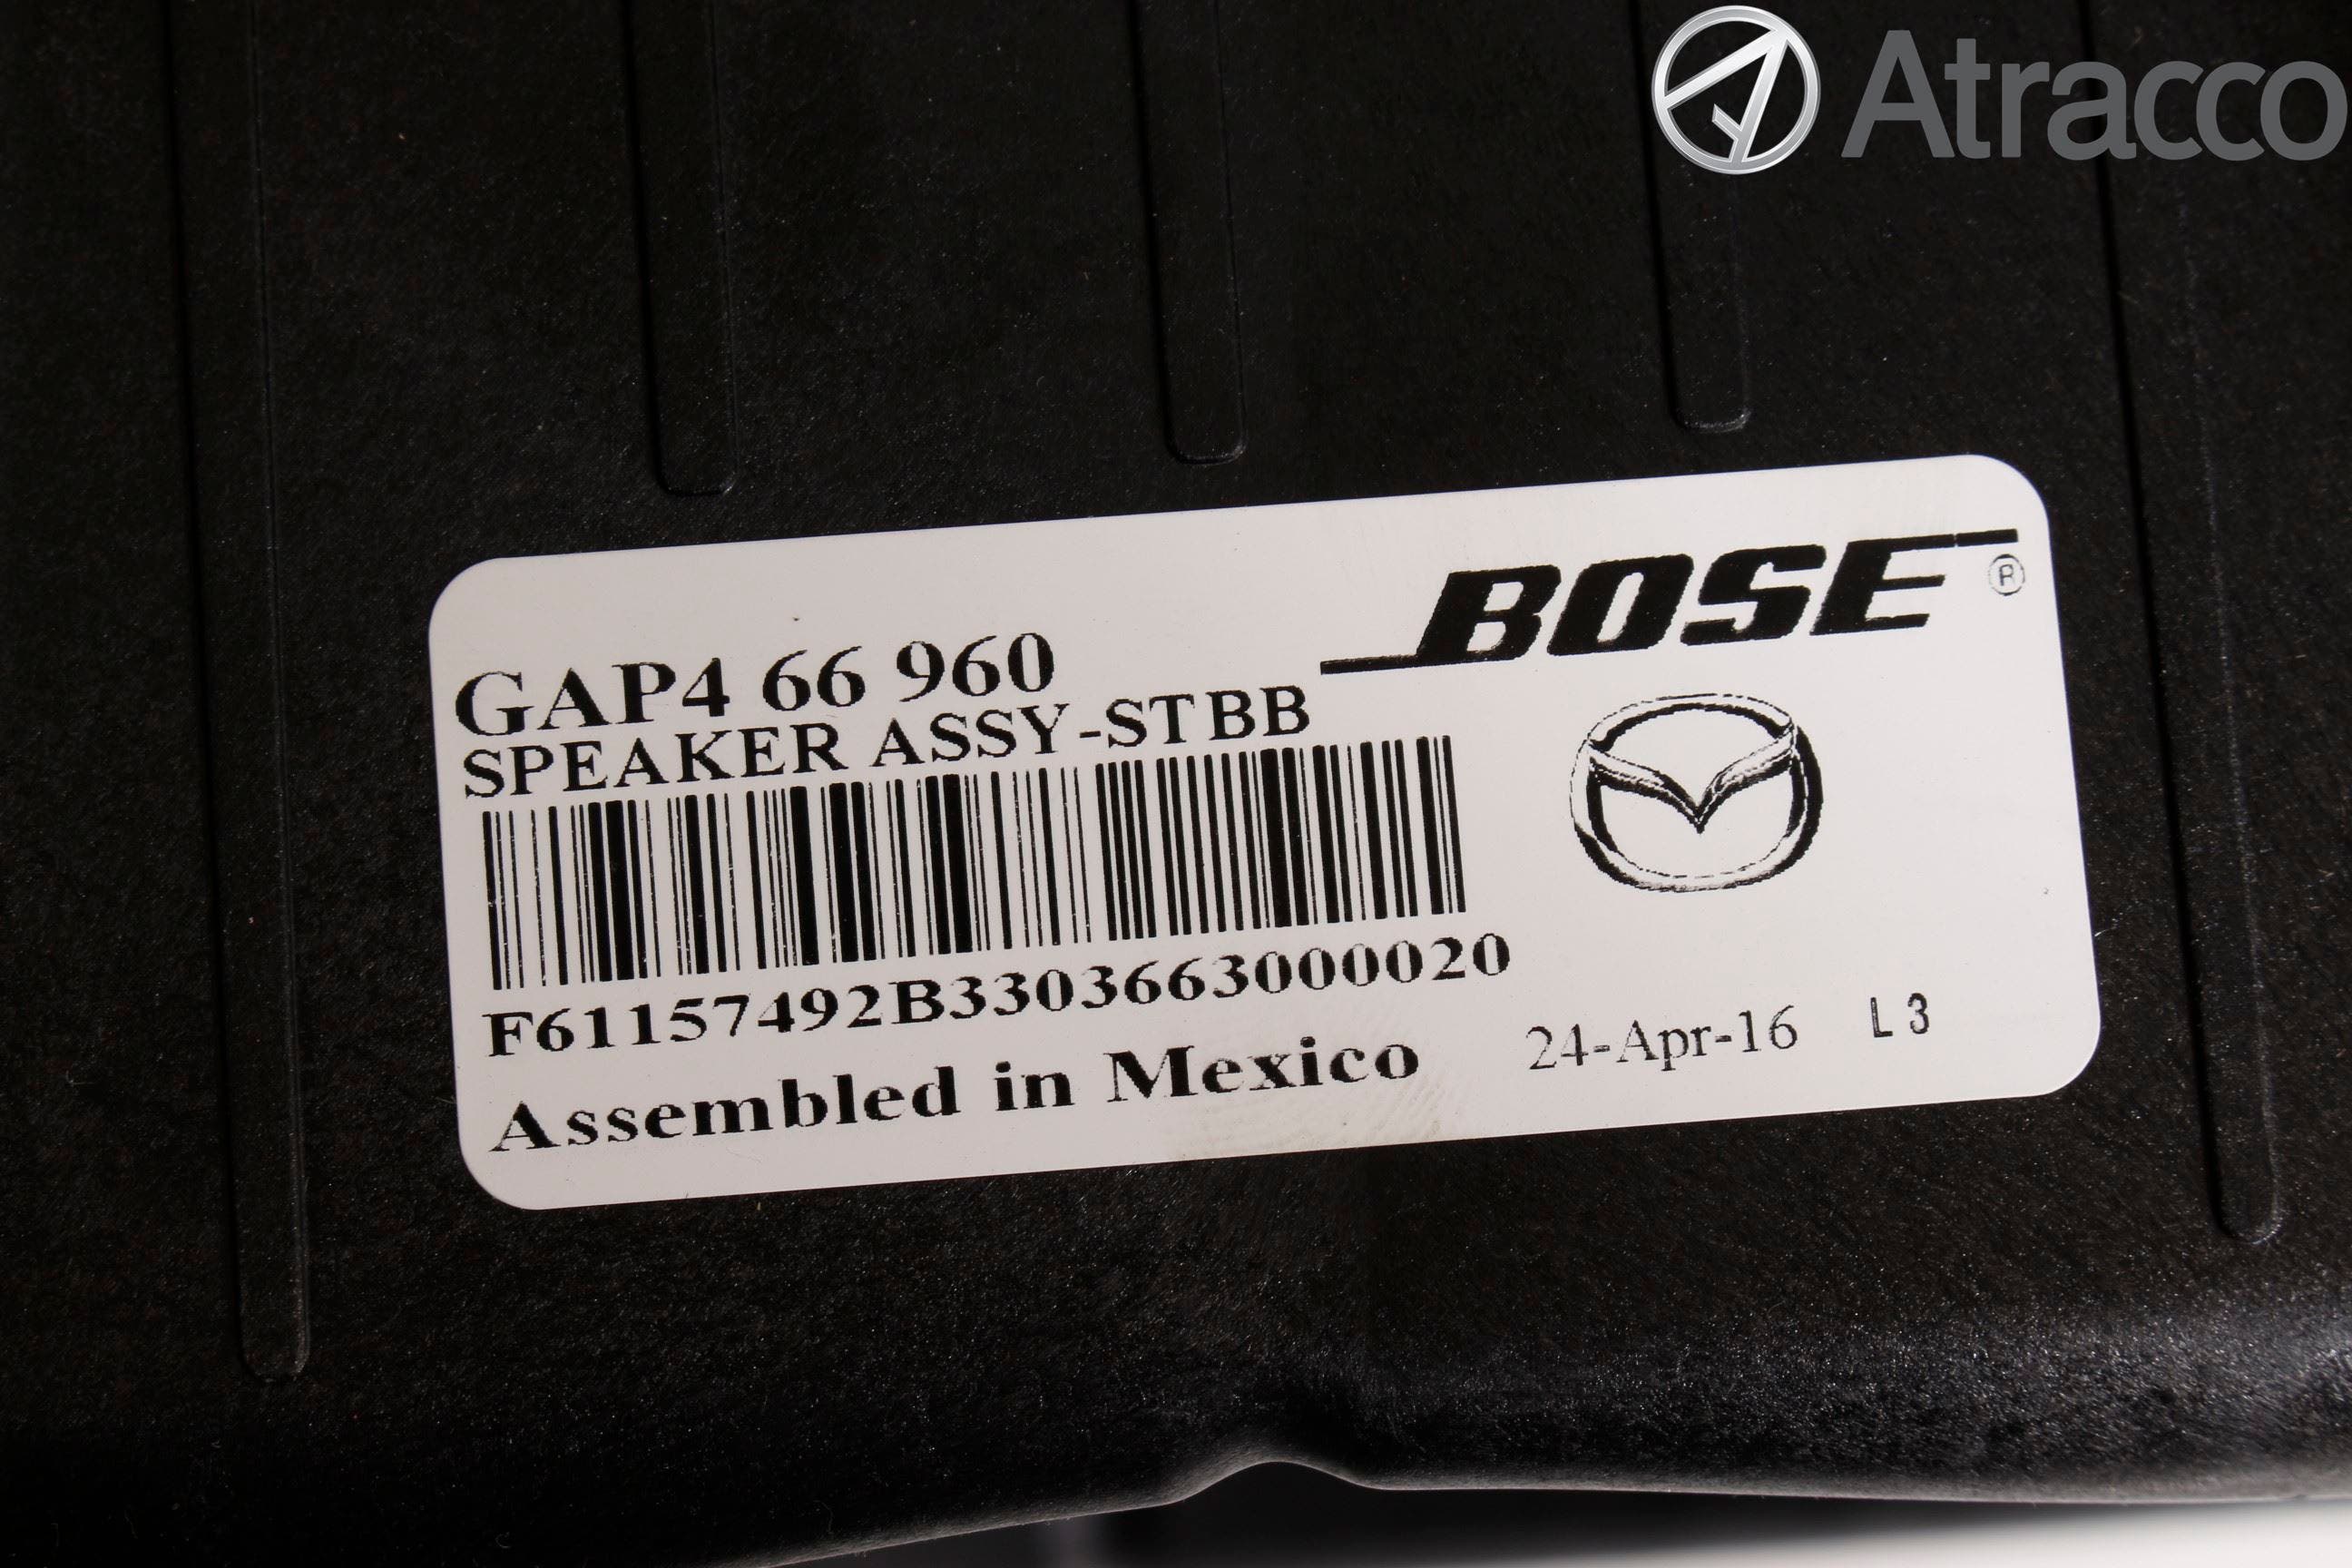 Atracco
BOSE ®
GAP4 66 960
SPEAKER ASSY-STBB
F61157492B3303663000020
Assembled in Mexico
24-Apr-16 L3